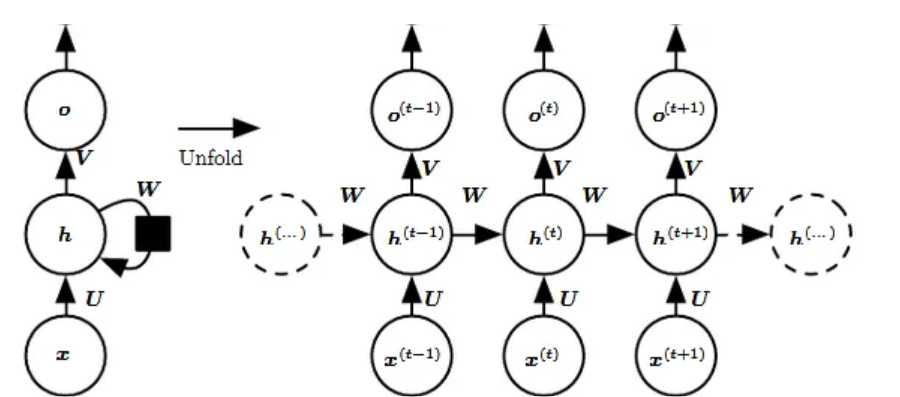 o o^(t−1) o^(t) o^(t+1)
Unfold
V V V V
W W W W W
h h^(...) h^(t−1) h^(t) h^(t+1) h^(...)
U U U U
x x^(t−1) x^(t) x^(t+1)